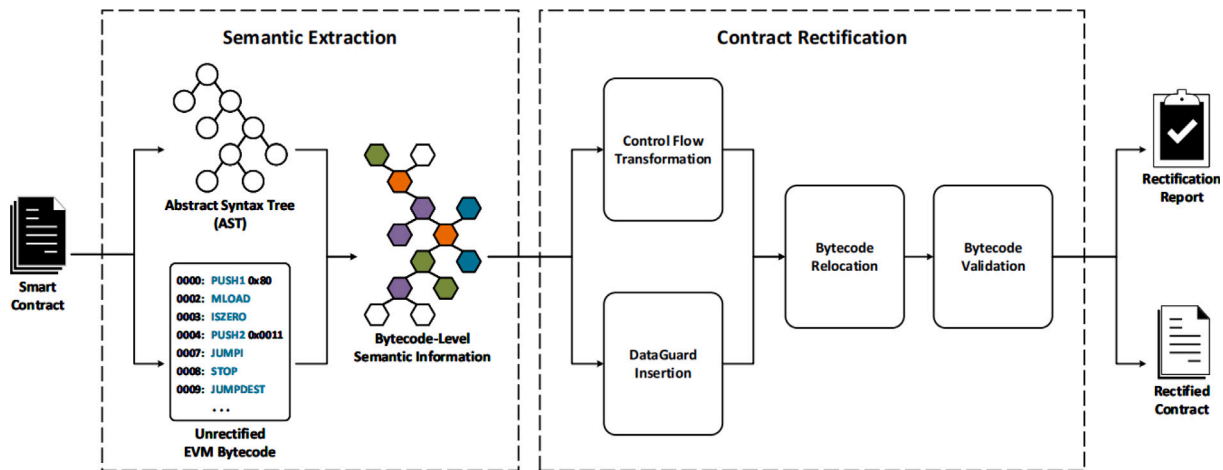 Semantic Extraction
Contract Rectification
Smart
Contract
Abstract Syntax Tree
(AST)
0000: PUSH1 0x80
0002: MLOAD
0003: ISZERO
0004: PUSH2 0x0011
0007: JUMPI
0008: STOP
0009: JUMPDEST
...
Unrectified
EVM Bytecode
Bytecode-Level
Semantic Information
Control Flow
Transformation
DataGuard
Insertion
Bytecode
Relocation
Bytecode
Validation
Rectification
Report
Rectified
Contract